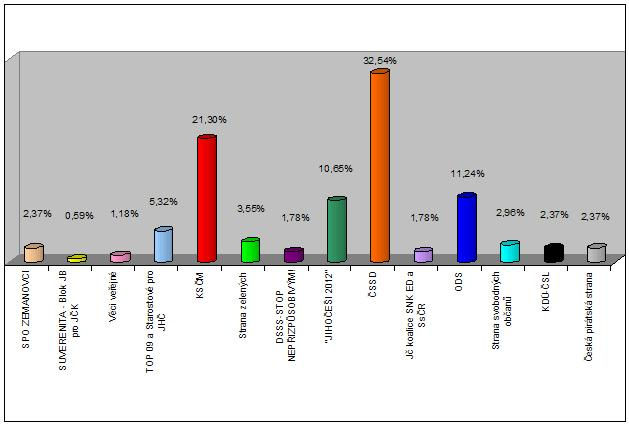 32,54%
21,30%
11,24%
10,65%
5,32%
3,55%
2,96%
2,37%
0,59%
1,18%
1,78%
1,78%
2,37%
2,37%
SPO ZEMANOVCI
SUVERENITA - Blok JB
pro JČK
Věci veřejné
TOP 09 a Starostové pro
JHČ
KSČM
Strana zelených
DSSS-STOP
NEPŘIZPŮSOBIVÝM!
"JIHOČEŠI 2012"
ČSSD
Jč koalice SNK ED a
SsČR
ODS
Strana svobodných
občanů
KDU-ČSL
Česká pirátská strana